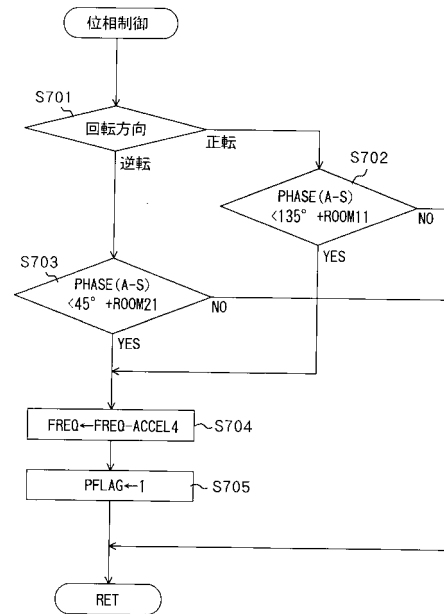 位相制御
S701
回転方向
正転
逆転
S702
PHASE(A-S)
<135° +ROOM11
NO
YES
S703
PHASE(A-S)
<45° +ROOM21
NO
YES
FREQ←FREQ-ACCEL4
S704
PFLAG←1
S705
RET